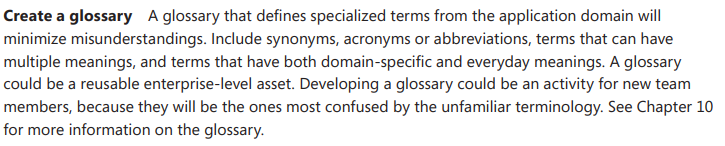 Create a glossary A glossary that defines specialized terms from the application domain will
minimize misunderstandings. Include synonyms, acronyms or abbreviations, terms that can have
multiple meanings, and terms that have both domain-specific and everyday meanings. A glossary
could be a reusable enterprise-level asset. Developing a glossary could be an activity for new team
members, because they will be the ones most confused by the unfamiliar terminology. See Chapter 10
for more information on the glossary.